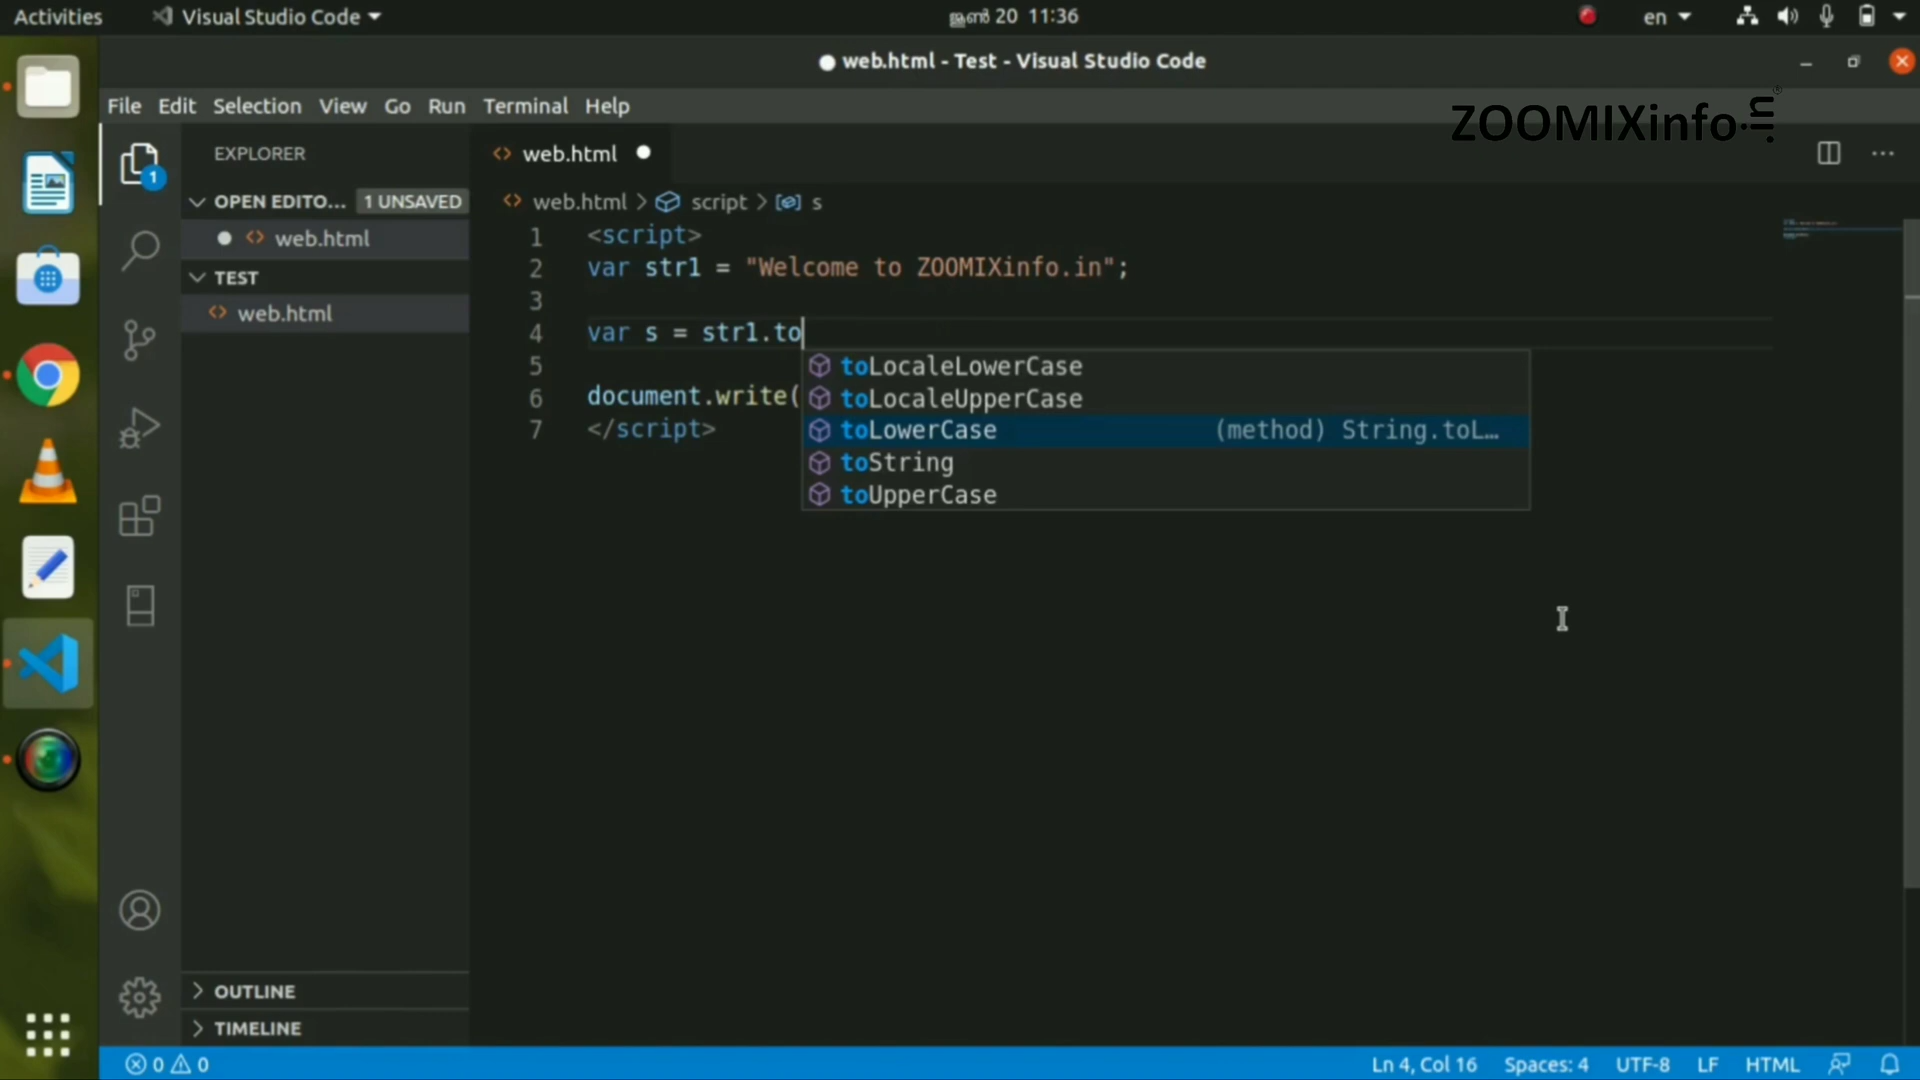 Activities Visual Studio Code ജൂൺ 20 11:36 en
web.html - Test - Visual Studio Code
File Edit Selection View Go Run Terminal Help
ZOOMIXinfo.in
EXPLORER
web.html
1
OPEN EDITO... 1 UNSAVED
web.html > script > s
web.html
TEST
web.html
1 <script>
2 var str1 = "Welcome to ZOOMIXinfo.in";
3
4 var s = str1.to
5
6 document.write(
7 </script>
toLocaleLowerCase
toLocaleUpperCase
toLowerCase (method) String.toL...
toString
toUpperCase
OUTLINE
TIMELINE
0 0 Ln 4, Col 16 Spaces: 4 UTF-8 LF HTML